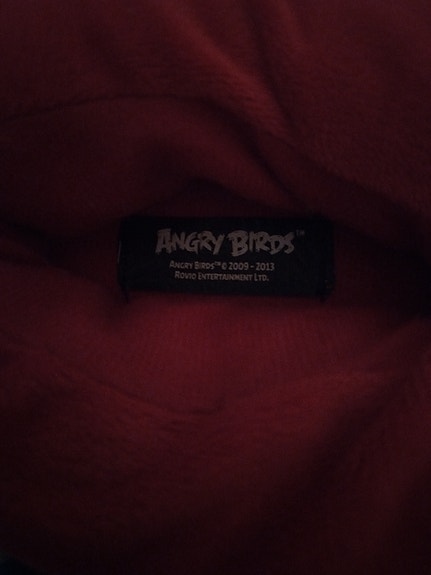 ANGRY BIRDS™
ANGRY BIRDS™ © 2009 - 2013
ROVIO ENTERTAINMENT LTD.